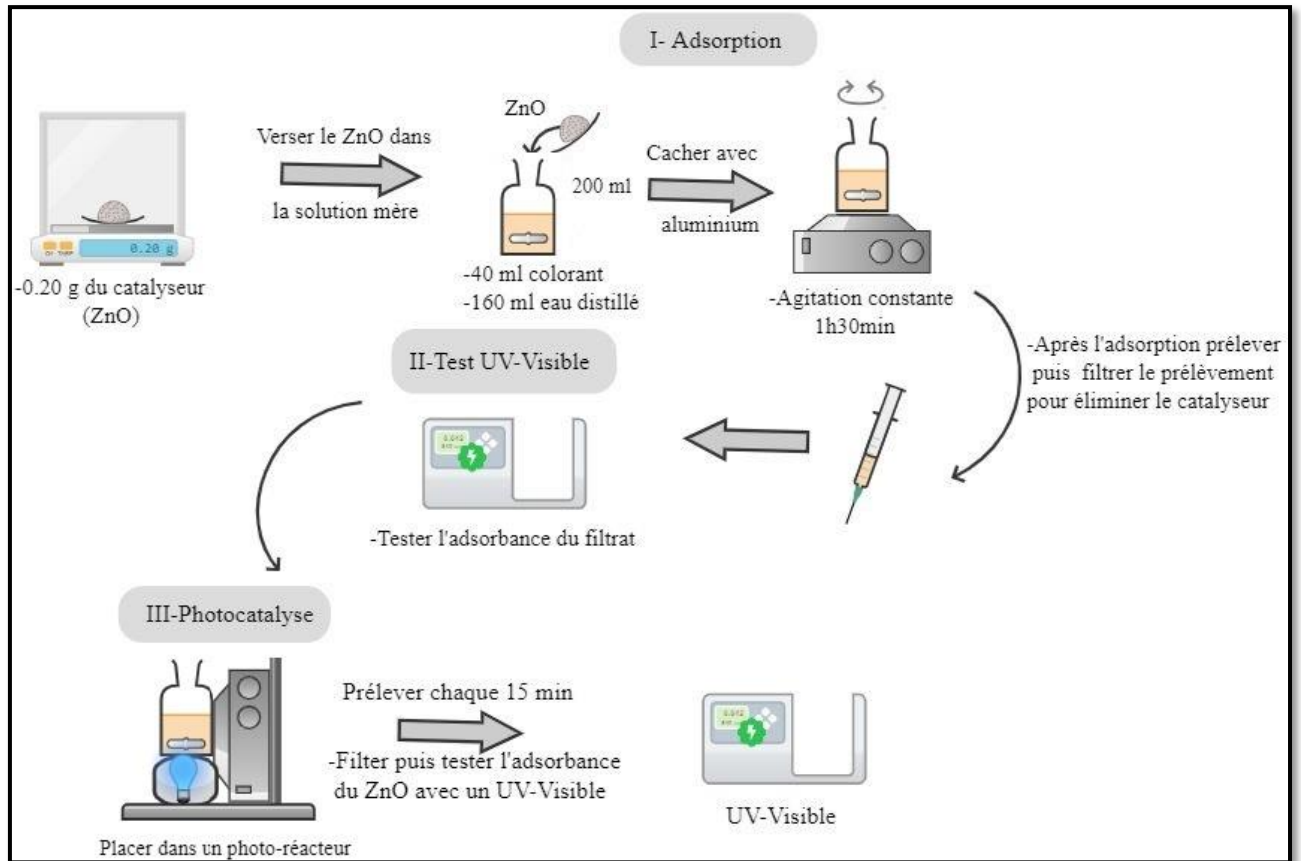 I- Adsorption
ZnO
Verser le ZnO dans
la solution mère
200 ml
Cacher avec
aluminium
0.20 g
-0.20 g du catalyseur
(ZnO)
-40 ml colorant
-160 ml eau distillé
-Agitation constante
1h30min
-Après l'adsorption prélever
puis filtrer le prélèvement
pour éliminer le catalyseur
II-Test UV-Visible
-Tester l'adsorbance du filtrat
III-Photocatalyse
Prélever chaque 15 min
-Filter puis tester l'adsorbance
du ZnO avec un UV-Visible
UV-Visible
Placer dans un photo-réacteur